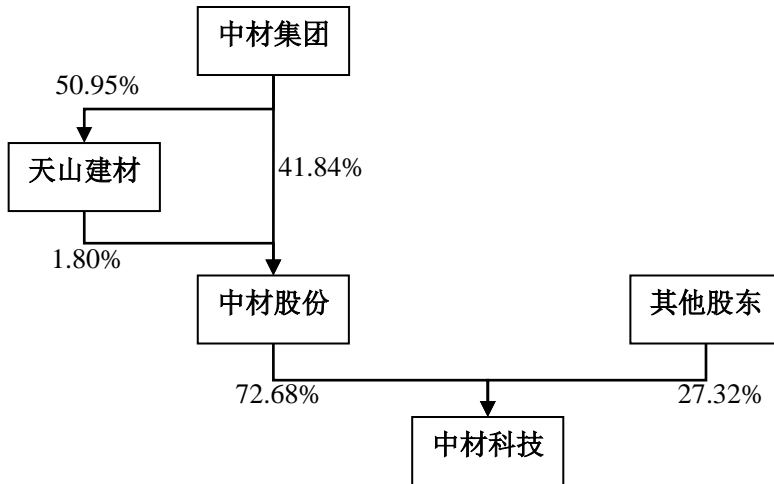 中材集团
50.95%
天山建材
41.84%
1.80%
中材股份
其他股东
72.68%
27.32%
中材科技